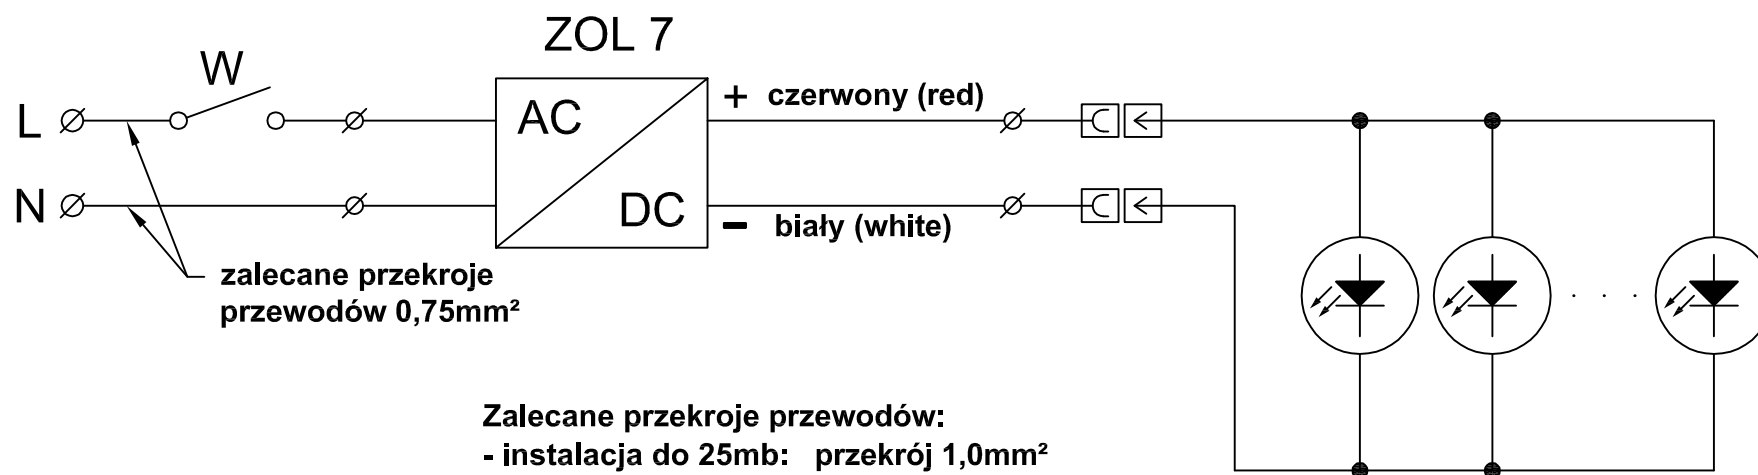 ZOL 7
W
L
AC
+ czerwony (red)
N
DC
- biały (white)
zalecane przekroje
przewodów 0,75mm²
. . .
Zalecane przekroje przewodów:
- instalacja do 25mb: przekrój 1,0mm²